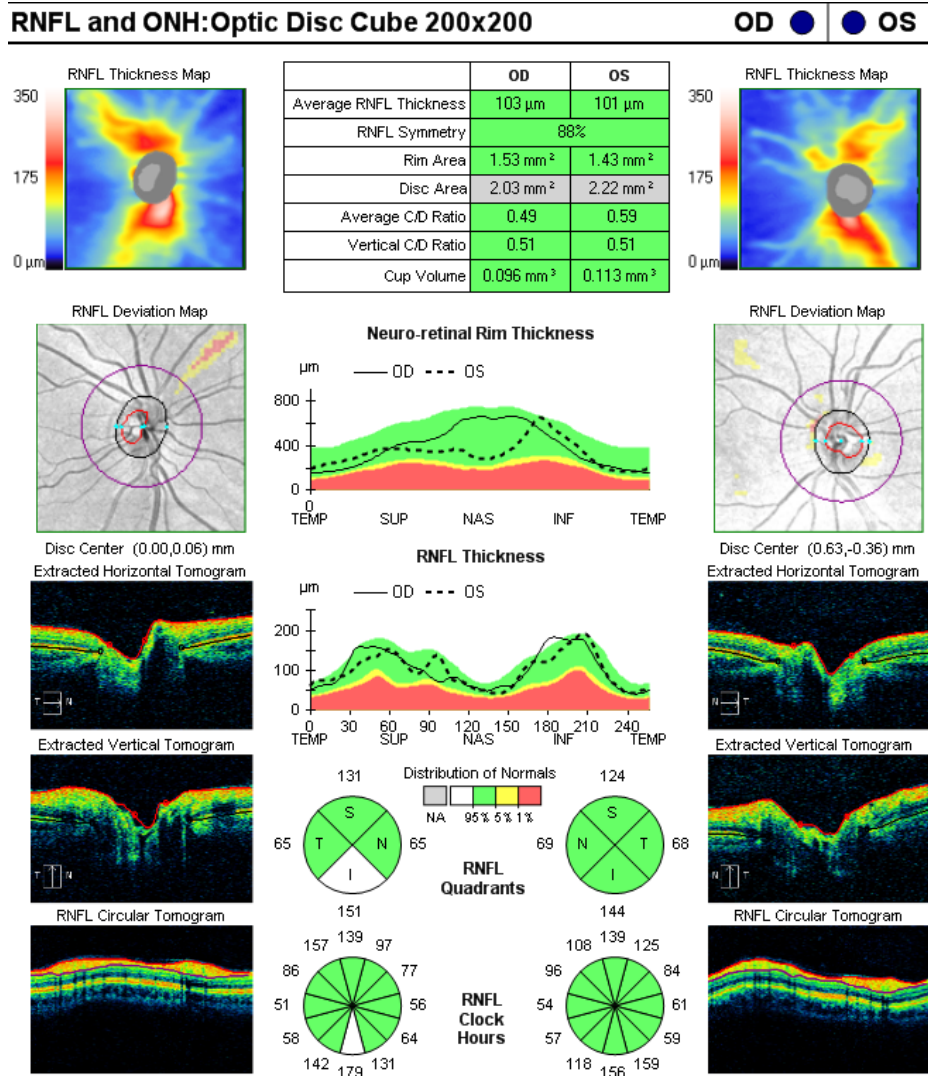 RNFL and ONH:Optic Disc Cube 200x200 OD OS
RNFL Thickness Map
350
175
0 µm
OD OS
Average RNFL Thickness 103 µm 101 µm
RNFL Symmetry 88%
Rim Area 1.53 mm² 1.43 mm²
Disc Area 2.03 mm² 2.22 mm²
Average C/D Ratio 0.49 0.59
Vertical C/D Ratio 0.51 0.51
Cup Volume 0.096 mm³ 0.113 mm³
RNFL Thickness Map
350
175
0 µm
RNFL Deviation Map
Disc Center (0.00,0.06) mm
Neuro-retinal Rim Thickness
µm OD OS
800
400
0
0
TEMP SUP NAS INF TEMP
RNFL Deviation Map
Disc Center (0.63,-0.36) mm
Extracted Horizontal Tomogram
T N
RNFL Thickness
µm OD OS
200
100
0
0 30 60 90 120 150 180 210 240
TEMP SUP NAS INF TEMP
Extracted Horizontal Tomogram
T N
Extracted Vertical Tomogram
T N
131
65 S T N I 65
151
Distribution of Normals
NA 95% 5% 1%
RNFL
Quadrants
124
69 S N T I 68
144
Extracted Vertical Tomogram
N T
RNFL Circular Tomogram
157 139 97
86 77
51 56
58 64
142 179 131
RNFL
Clock
Hours
108 139 125
96 84
54 61
57 59
118 156 159
RNFL Circular Tomogram